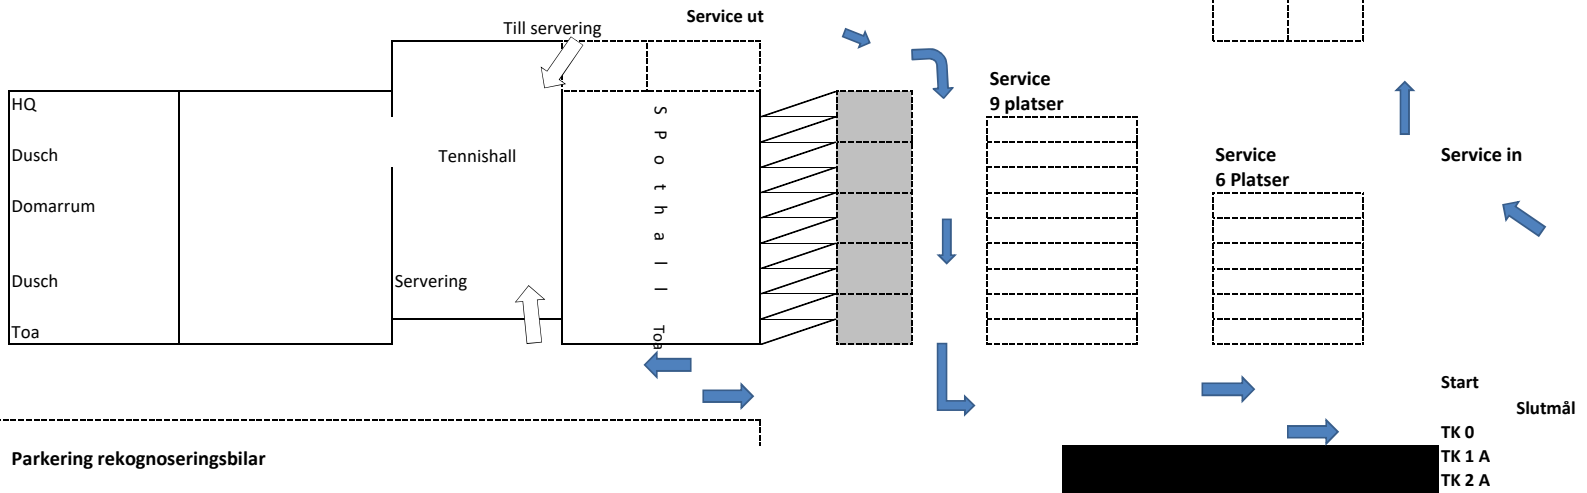 Service ut
Till servering
HQ
Dusch
Domarrum
Dusch
Toa
Tennishall
Servering
SPothall
Toa
Service
9 platser
Service
6 Platser
Service in
Start
Slutmål
TK 0
TK 1 A
TK 2 A
Parkering rekognoseringsbilar